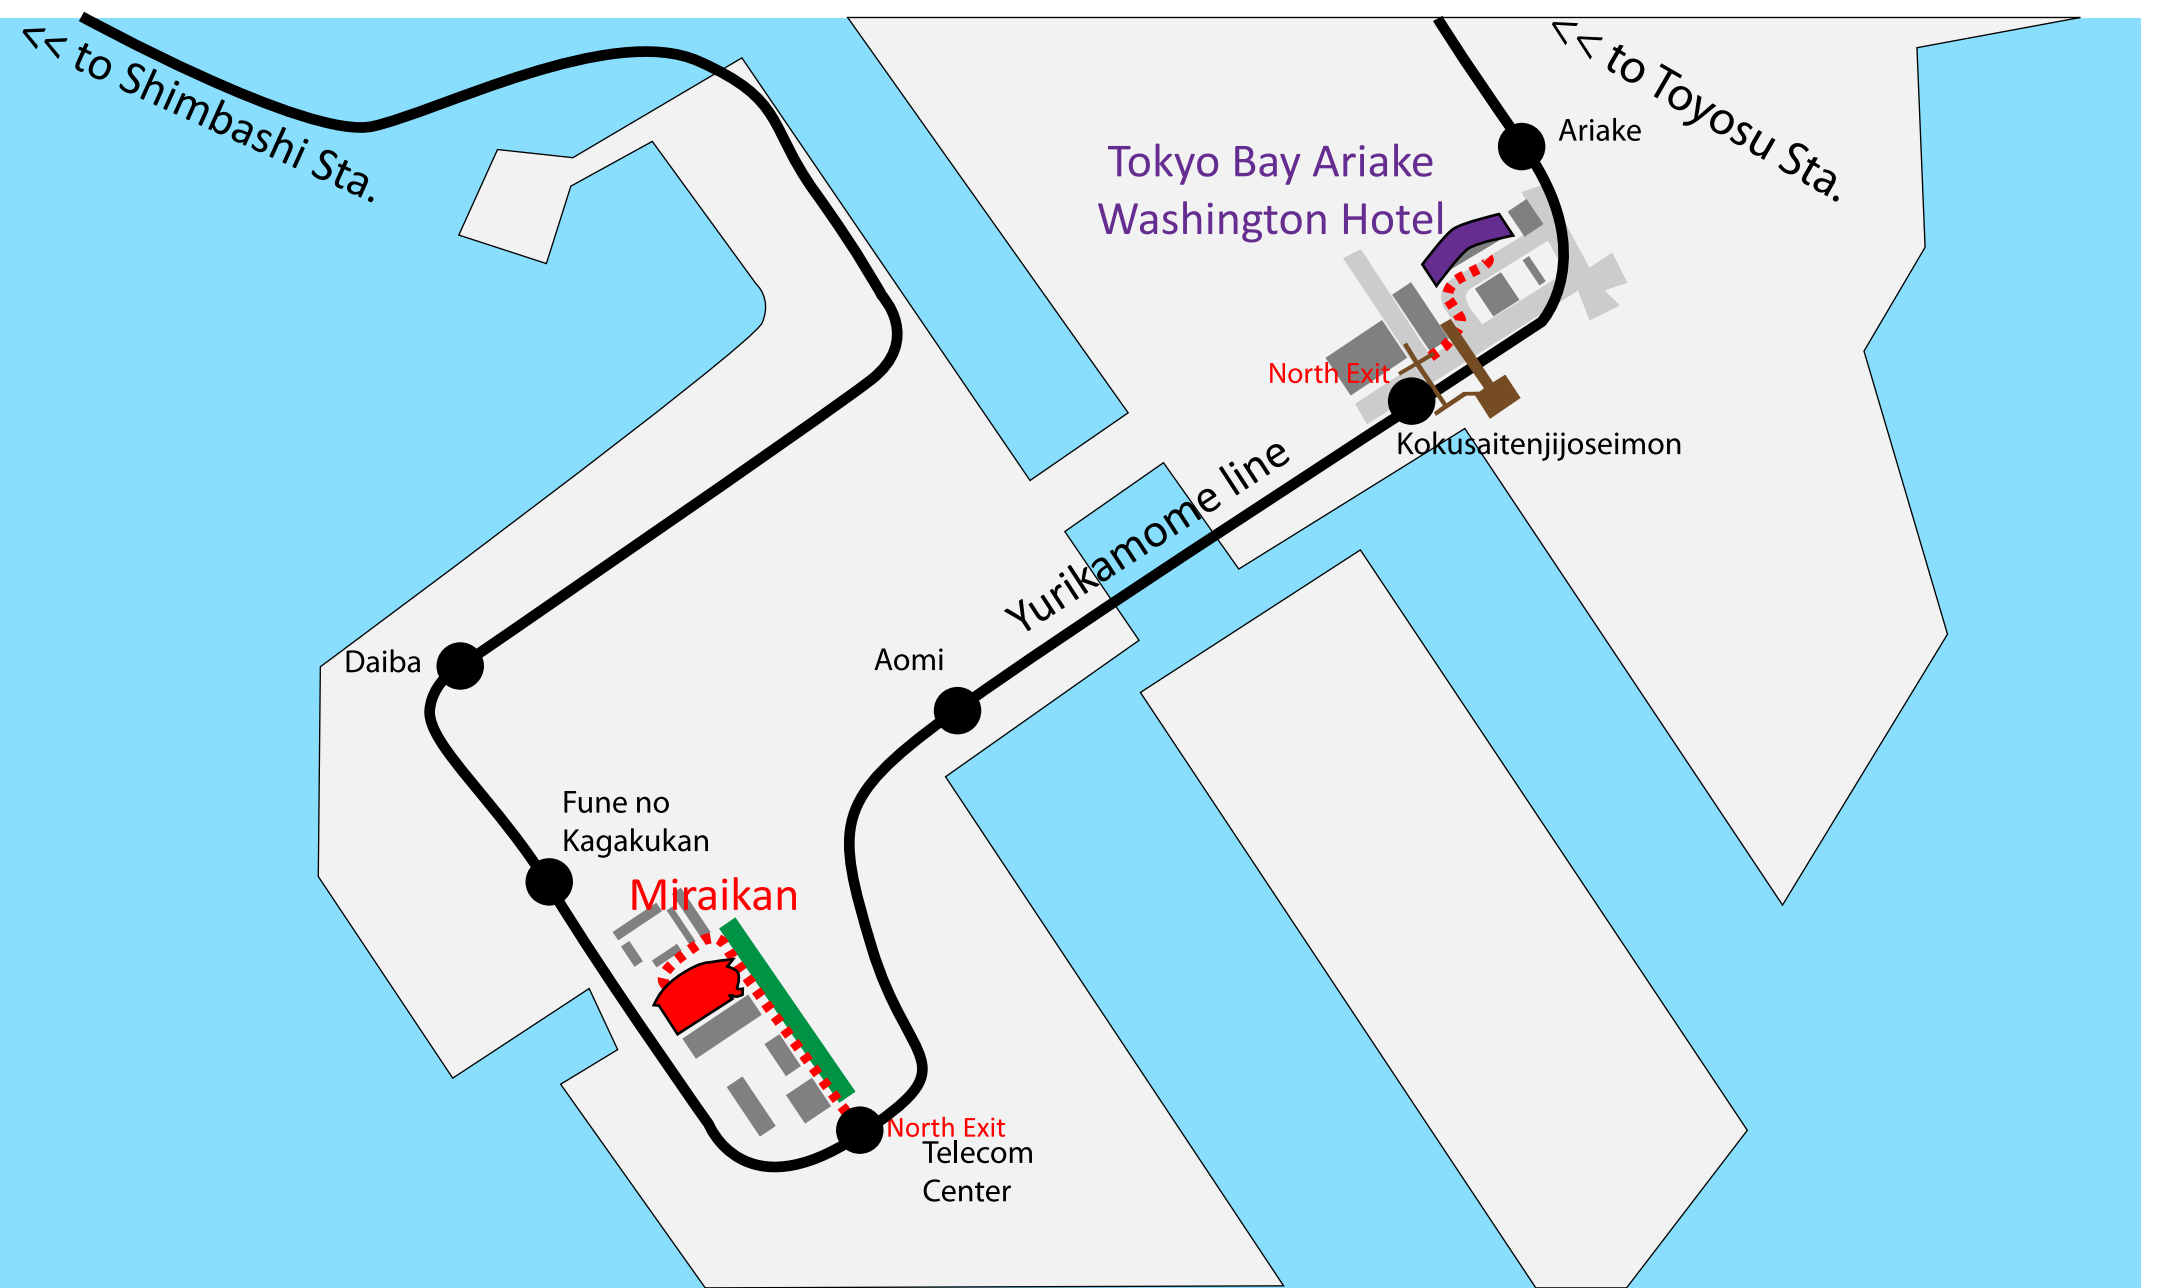 << to Shimbashi Sta.
<< to Toyosu Sta.
Ariake
Tokyo Bay Ariake
Washington Hotel
North Exit
Kokusaitenjijoseimon
Yurikamome line
Daiba
Aomi
Fune no
Kagakukan
Miraikan
North Exit
Telecom
Center